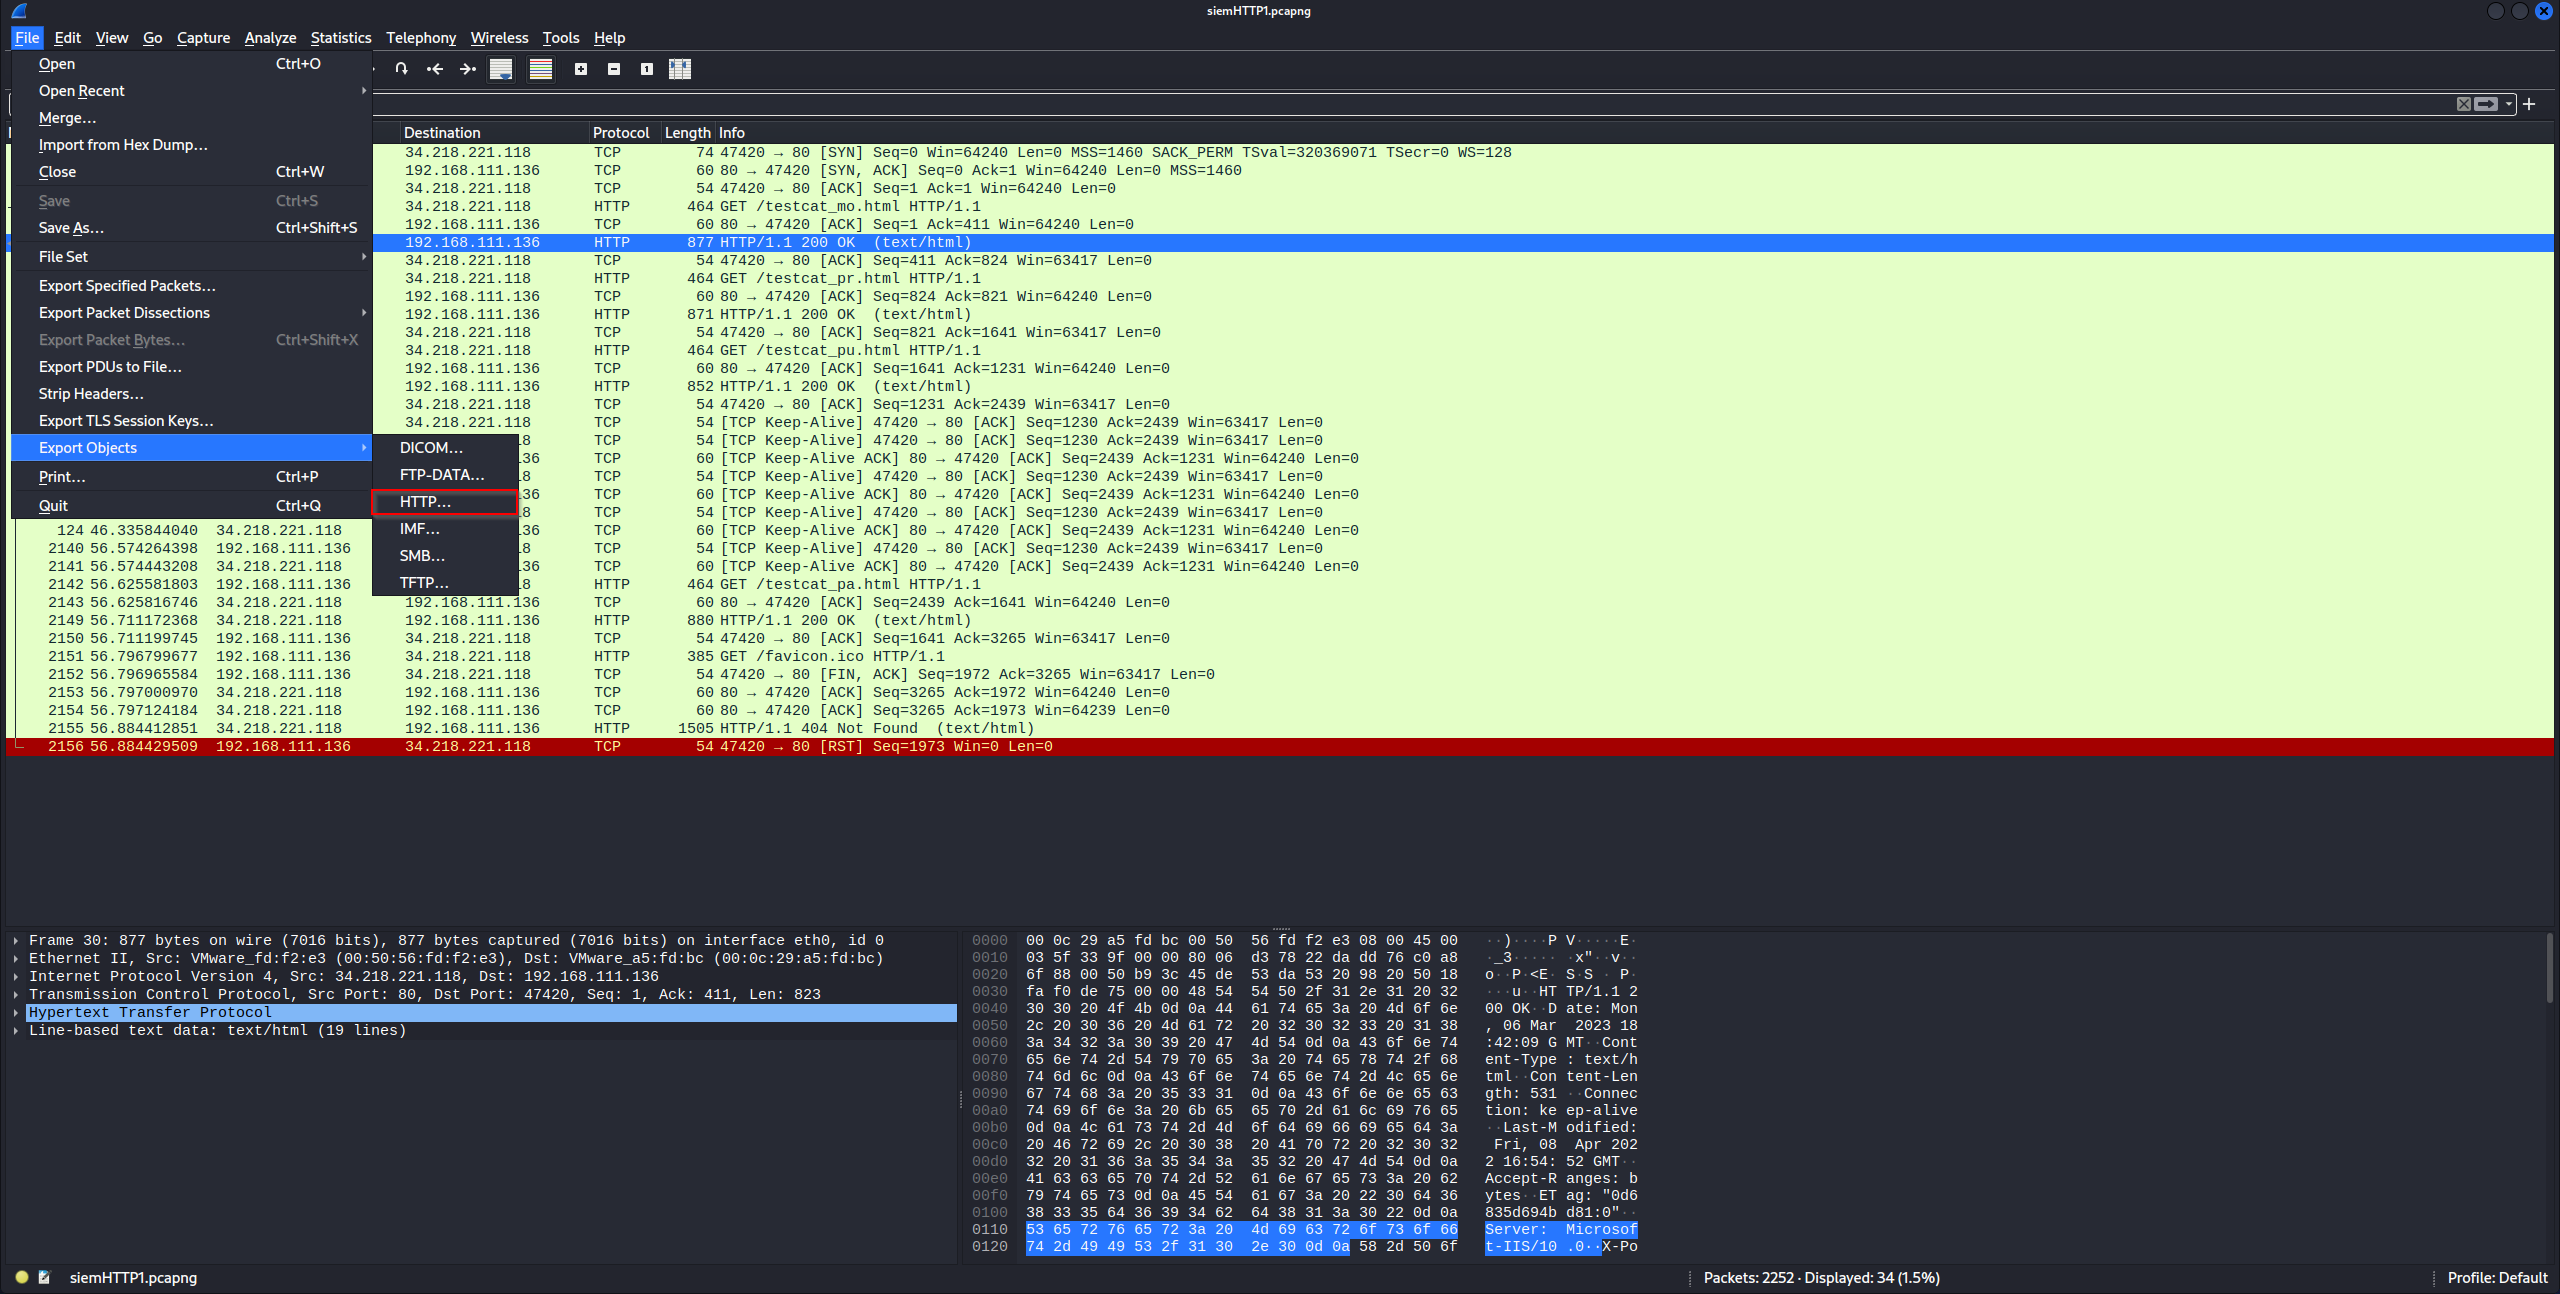 siemHTTP1.pcapng
File Edit View Go Capture Analyze Statistics Telephony Wireless Tools Help
Open Ctrl+O
Open Recent
Merge...
Import from Hex Dump...
Close Ctrl+W
Save Ctrl+S
Save As... Ctrl+Shift+S
File Set
Export Specified Packets...
Export Packet Dissections
Export Packet Bytes... Ctrl+Shift+X
Export PDUs to File...
Strip Headers...
Export TLS Session Keys...
Export Objects
Print... Ctrl+P
Quit Ctrl+Q
DICOM...
FTP-DATA...
HTTP...
IMF...
SMB...
TFTP...
Destination Protocol Length Info
34.218.221.118 TCP 74 47420 → 80 [SYN] Seq=0 Win=64240 Len=0 MSS=1460 SACK_PERM TSval=320369071 TSecr=0 WS=128
192.168.111.136 TCP 60 80 → 47420 [SYN, ACK] Seq=0 Ack=1 Win=64240 Len=0 MSS=1460
34.218.221.118 TCP 54 47420 → 80 [ACK] Seq=1 Ack=1 Win=64240 Len=0
34.218.221.118 HTTP 464 GET /testcat_mo.html HTTP/1.1
192.168.111.136 TCP 60 80 → 47420 [ACK] Seq=1 Ack=411 Win=64240 Len=0
192.168.111.136 HTTP 877 HTTP/1.1 200 OK (text/html)
34.218.221.118 TCP 54 47420 → 80 [ACK] Seq=411 Ack=824 Win=63417 Len=0
34.218.221.118 HTTP 464 GET /testcat_pr.html HTTP/1.1
192.168.111.136 TCP 60 80 → 47420 [ACK] Seq=824 Ack=821 Win=64240 Len=0
192.168.111.136 HTTP 871 HTTP/1.1 200 OK (text/html)
34.218.221.118 TCP 54 47420 → 80 [ACK] Seq=821 Ack=1641 Win=63417 Len=0
34.218.221.118 HTTP 464 GET /testcat_pu.html HTTP/1.1
192.168.111.136 TCP 60 80 → 47420 [ACK] Seq=1641 Ack=1231 Win=64240 Len=0
192.168.111.136 HTTP 852 HTTP/1.1 200 OK (text/html)
34.218.221.118 TCP 54 47420 → 80 [ACK] Seq=1231 Ack=2439 Win=63417 Len=0
34.218.221.118 TCP 54 [TCP Keep-Alive] 47420 → 80 [ACK] Seq=1230 Ack=2439 Win=63417 Len=0
8 TCP 54 [TCP Keep-Alive] 47420 → 80 [ACK] Seq=1230 Ack=2439 Win=63417 Len=0
36 TCP 60 [TCP Keep-Alive ACK] 80 → 47420 [ACK] Seq=2439 Ack=1231 Win=64240 Len=0
8 TCP 54 [TCP Keep-Alive] 47420 → 80 [ACK] Seq=1230 Ack=2439 Win=63417 Len=0
36 TCP 60 [TCP Keep-Alive ACK] 80 → 47420 [ACK] Seq=2439 Ack=1231 Win=64240 Len=0
8 TCP 54 [TCP Keep-Alive] 47420 → 80 [ACK] Seq=1230 Ack=2439 Win=63417 Len=0
124 46.335844040 34.218.221.118 36 TCP 60 [TCP Keep-Alive ACK] 80 → 47420 [ACK] Seq=2439 Ack=1231 Win=64240 Len=0
2140 56.574264398 192.168.111.136 8 TCP 54 [TCP Keep-Alive] 47420 → 80 [ACK] Seq=1230 Ack=2439 Win=63417 Len=0
2141 56.574443208 34.218.221.118 36 TCP 60 [TCP Keep-Alive ACK] 80 → 47420 [ACK] Seq=2439 Ack=1231 Win=64240 Len=0
2142 56.625581803 192.168.111.136 8 HTTP 464 GET /testcat_pa.html HTTP/1.1
2143 56.625816746 34.218.221.118 192.168.111.136 TCP 60 80 → 47420 [ACK] Seq=2439 Ack=1641 Win=64240 Len=0
2149 56.711172368 34.218.221.118 192.168.111.136 HTTP 880 HTTP/1.1 200 OK (text/html)
2150 56.711199745 192.168.111.136 34.218.221.118 TCP 54 47420 → 80 [ACK] Seq=1641 Ack=3265 Win=63417 Len=0
2151 56.796799677 192.168.111.136 34.218.221.118 HTTP 385 GET /favicon.ico HTTP/1.1
2152 56.796965584 192.168.111.136 34.218.221.118 TCP 54 47420 → 80 [FIN, ACK] Seq=1972 Ack=3265 Win=63417 Len=0
2153 56.797000970 34.218.221.118 192.168.111.136 TCP 60 80 → 47420 [ACK] Seq=3265 Ack=1972 Win=64240 Len=0
2154 56.797124184 34.218.221.118 192.168.111.136 TCP 60 80 → 47420 [ACK] Seq=3265 Ack=1973 Win=64239 Len=0
2155 56.884412851 34.218.221.118 192.168.111.136 HTTP 1505 HTTP/1.1 404 Not Found (text/html)
2156 56.884429509 192.168.111.136 34.218.221.118 TCP 54 47420 → 80 [RST] Seq=1973 Win=0 Len=0
Frame 30: 877 bytes on wire (7016 bits), 877 bytes captured (7016 bits) on interface eth0, id 0
Ethernet II, Src: VMware_fd:f2:e3 (00:50:56:fd:f2:e3), Dst: VMware_a5:fd:bc (00:0c:29:a5:fd:bc)
Internet Protocol Version 4, Src: 34.218.221.118, Dst: 192.168.111.136
Transmission Control Protocol, Src Port: 80, Dst Port: 47420, Seq: 1, Ack: 411, Len: 823
Hypertext Transfer Protocol
Line-based text data: text/html (19 lines)
0000 00 0c 29 a5 fd bc 00 50 56 fd f2 e3 08 00 45 00 ··)····P V·····E·
0010 03 5f 33 9f 00 00 80 06 d3 78 22 da dd 76 c0 a8 ·_3····· ·x"··v··
0020 6f 88 00 50 b9 3c 45 de 53 da 53 20 98 20 50 18 o··P·<E· S·S · P·
0030 fa f0 de 75 00 00 48 54 54 50 2f 31 2e 31 20 32 ···u··HT TP/1.1 2
0040 30 30 20 4f 4b 0d 0a 44 61 74 65 3a 20 4d 6f 6e 00 OK··D ate: Mon
0050 2c 20 30 36 20 4d 61 72 20 32 30 32 33 20 31 38 , 06 Mar 2023 18
0060 3a 34 32 3a 30 39 20 47 4d 54 0d 0a 43 6f 6e 74 :42:09 G MT··Cont
0070 65 6e 74 2d 54 79 70 65 3a 20 74 65 78 74 2f 68 ent-Type : text/h
0080 74 6d 6c 0d 0a 43 6f 6e 74 65 6e 74 2d 4c 65 6e tml··Con tent-Len
0090 67 74 68 3a 20 35 33 31 0d 0a 43 6f 6e 6e 65 63 gth: 531 ··Connec
00a0 74 69 6f 6e 3a 20 6b 65 65 70 2d 61 6c 69 76 65 tion: ke ep-alive
00b0 0d 0a 4c 61 73 74 2d 4d 6f 64 69 66 69 65 64 3a ··Last-M odified:
00c0 20 46 72 69 2c 20 30 38 20 41 70 72 20 32 30 32 Fri, 08 Apr 202
00d0 32 20 31 36 3a 35 34 3a 35 32 20 47 4d 54 0d 0a 2 16:54: 52 GMT··
00e0 41 63 63 65 70 74 2d 52 61 6e 67 65 73 3a 20 62 Accept-R anges: b
00f0 79 74 65 73 0d 0a 45 54 61 67 3a 20 22 30 64 36 ytes··ET ag: "0d6
0100 38 33 35 64 36 39 34 62 64 38 31 3a 30 22 0d 0a 835d694b d81:0"··
0110 53 65 72 76 65 72 3a 20 4d 69 63 72 6f 73 6f 66 Server: Microsof
0120 74 2d 49 49 53 2f 31 30 2e 30 0d 0a 58 2d 50 6f t-IIS/10 .0··X-Po
siemHTTP1.pcapng
Packets: 2252 · Displayed: 34 (1.5%)
Profile: Default